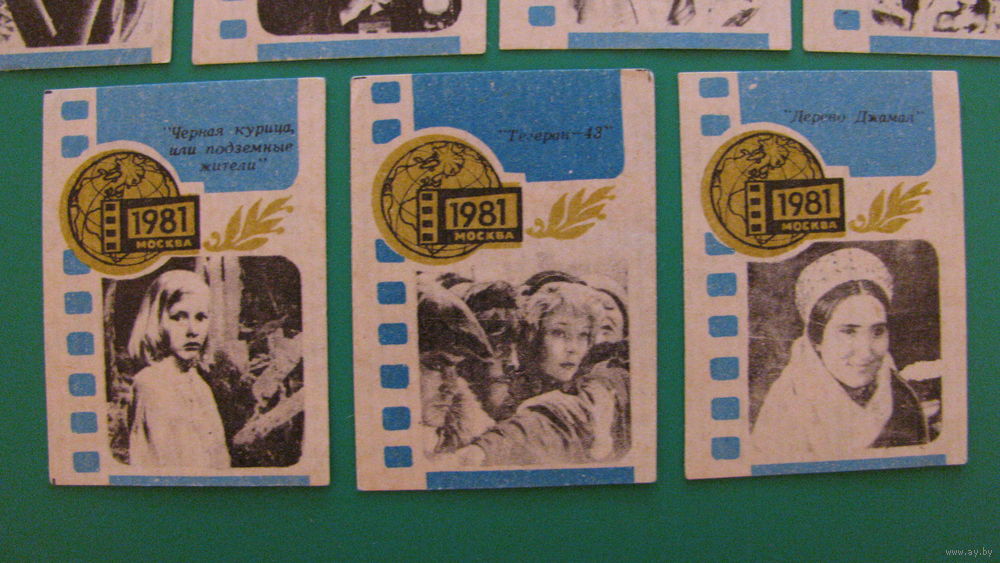 "Черная курица,
или подземные
жители"
1981
МОСКВА
"Тегеран-43"
1981
МОСКВА
"Дерево Джамал"
1981
МОСКВА
www.ay.by